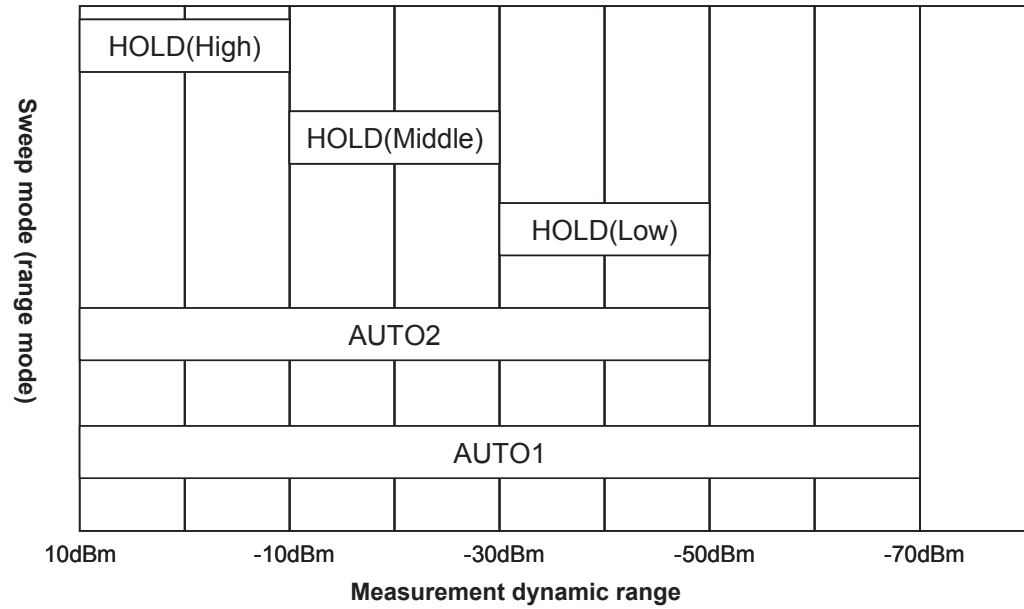 HOLD(High)
HOLD(Middle)
HOLD(Low)
AUTO2
AUTO1
Sweep mode (range mode)
10dBm -10dBm -30dBm -50dBm -70dBm
Measurement dynamic range